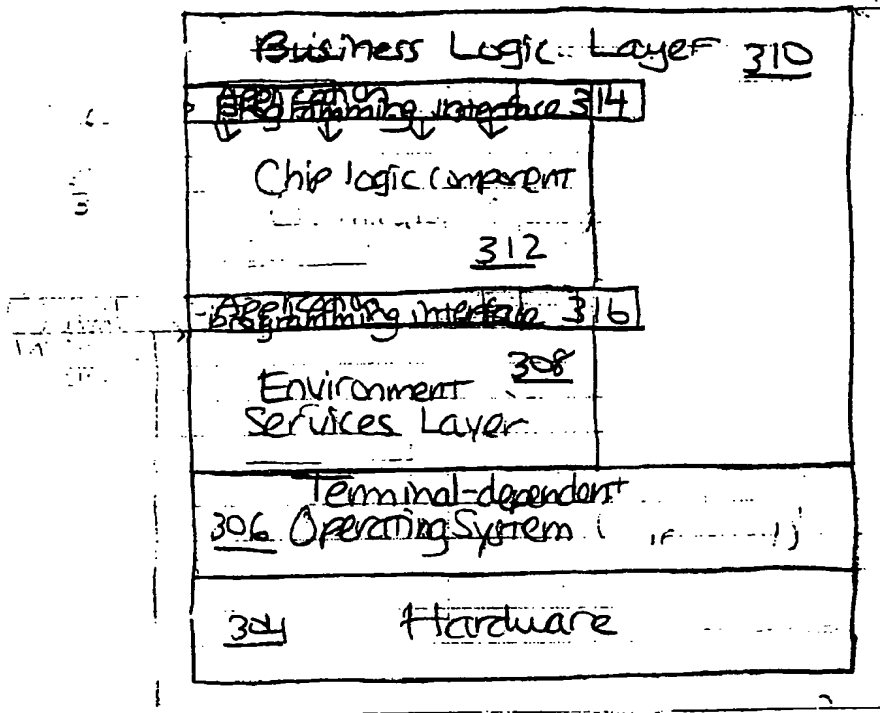 Business Logic Layer 310
Application
programming interface 314
Chip logic component
312
Application
programming interface 316
308
Environment
Services Layer
Terminal-dependent
306 Operating System (
304 Hardware